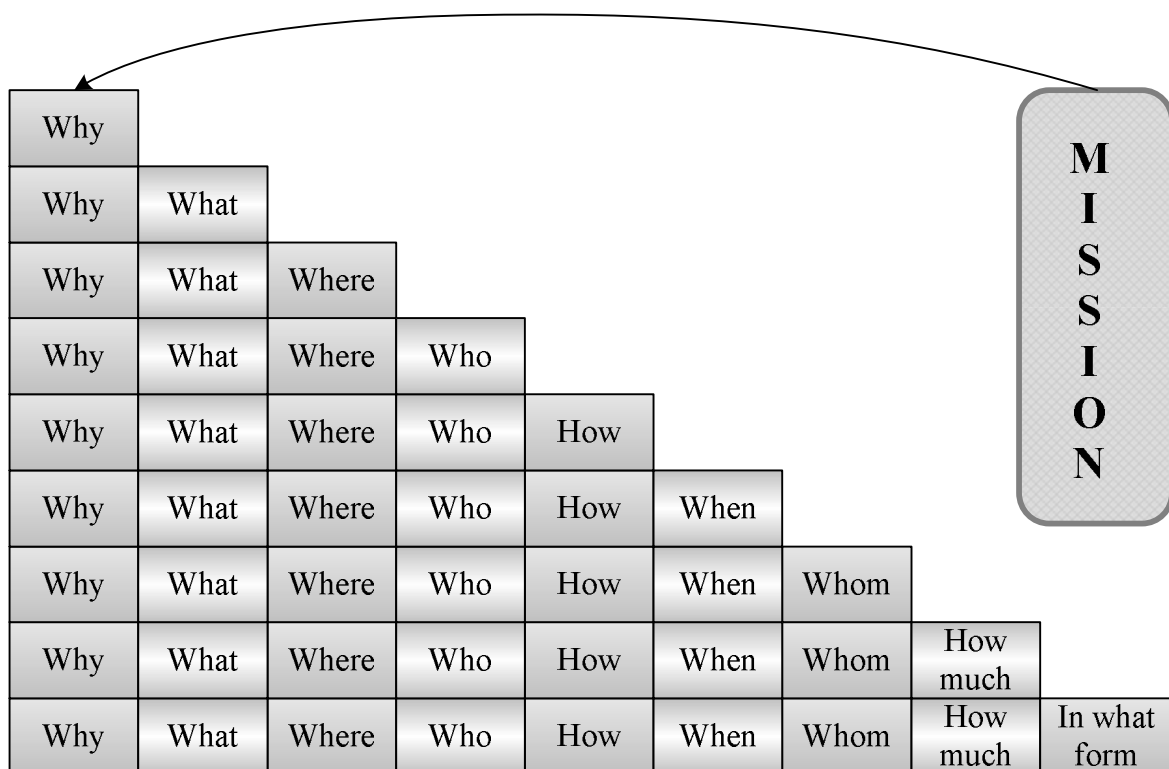 Why
Why What
Why What Where
Why What Where Who
Why What Where Who How
Why What Where Who How When
Why What Where Who How When Whom
Why What Where Who How When Whom How much
Why What Where Who How When Whom How much In what form
M
I
S
S
I
O
N